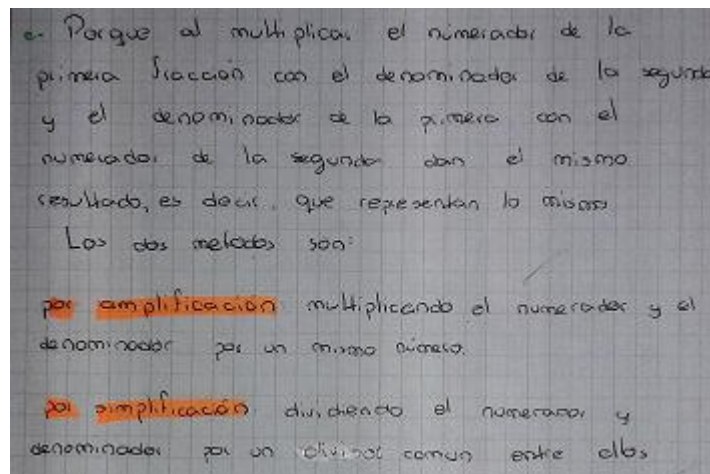 c- Porque al multiplicar el númerador de la
primera fracción con el denominador de la segunda
y el denominador de la primera con el
numerador de la segunda dan el mismo
resultado, es decir, que representan lo mismo
Los dos metodos son:
por amplificación multiplicando el numerador y el
denominador por un mismo número.
por simplificación dividiendo el numerador y
denominador por un divisor comun entre ellos